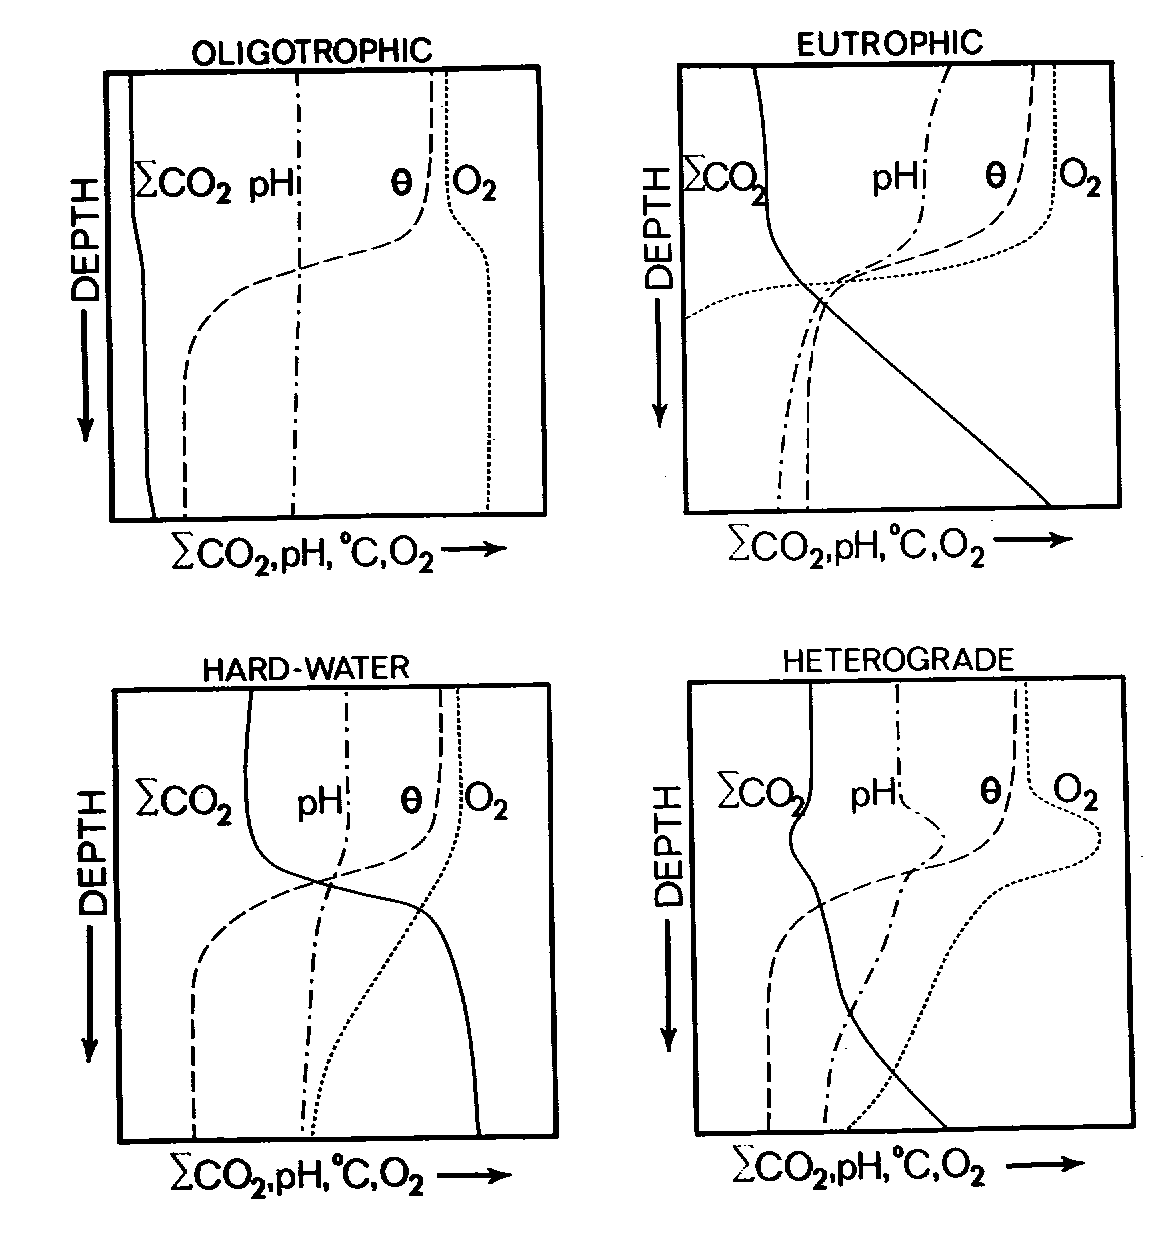 OLIGOTROPHIC
ΣCO₂ pH θ O₂
DEPTH
ΣCO₂,pH,°C,O₂
EUTROPHIC
ΣCO₂ pH θ O₂
DEPTH
ΣCO₂,pH,°C,O₂
HARD-WATER
ΣCO₂ pH θ O₂
DEPTH
ΣCO₂,pH,°C,O₂
HETEROGRADE
ΣCO₂ pH θ O₂
DEPTH
ΣCO₂,pH,°C,O₂